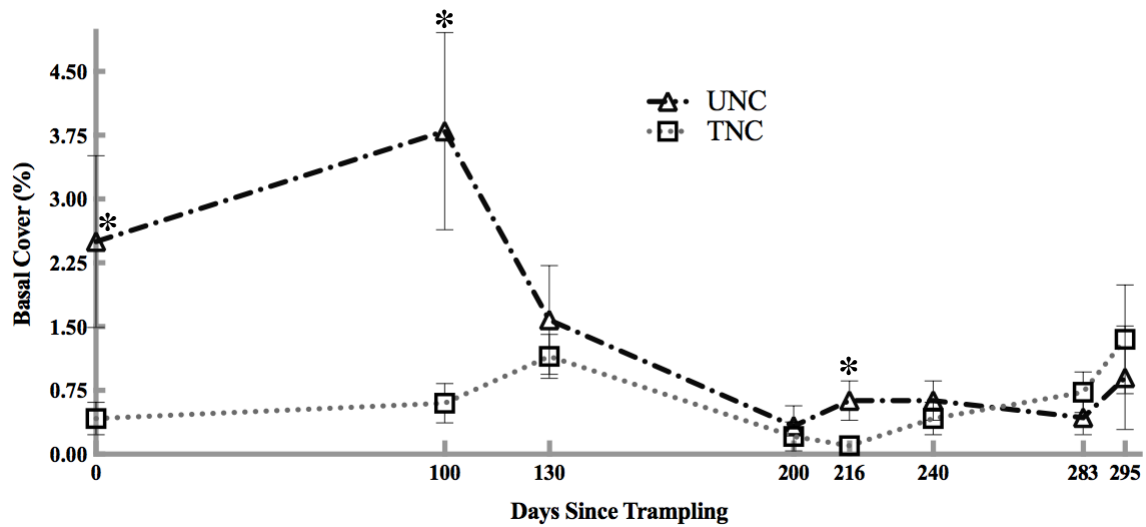 *
4.50
3.75
3.00
2.25
1.50
0.75
0.00
Basal Cover (%)
UNC
TNC
*
*
0 100 130 200 216 240 283 295
Days Since Trampling